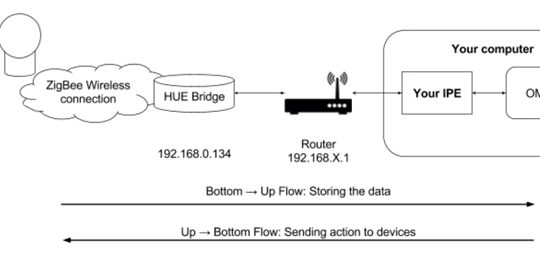 Your computer
ZigBee Wireless
connection
HUE Bridge
Your IPE
OM
Router
192.168.0.134
192.168.X.1
Bottom → Up Flow: Storing the data
Up → Bottom Flow: Sending action to devices